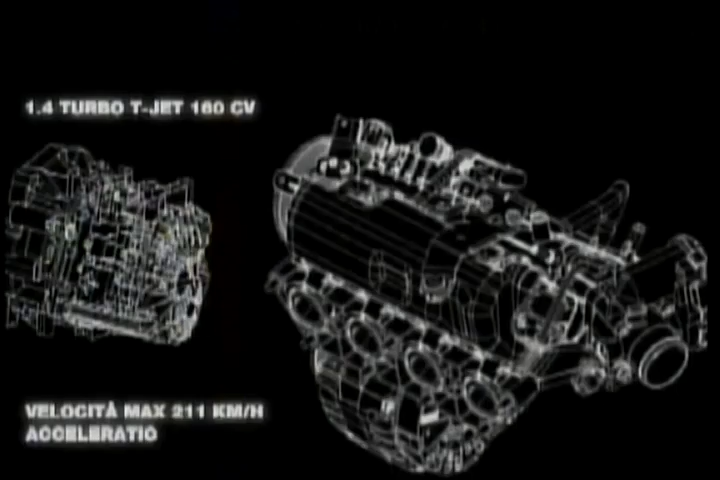 1.4 TURBO T-JET 160 CV
VELOCITÀ MAX 211 KM/H
ACCELERATIO